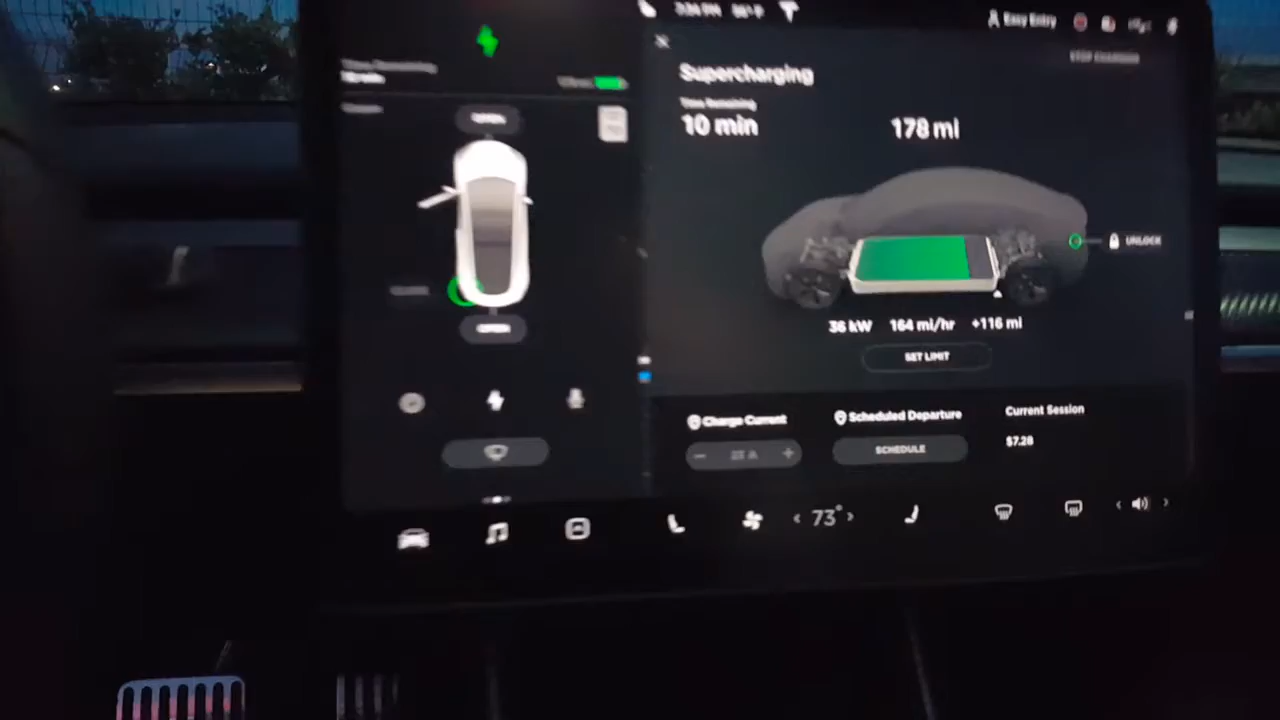 Easy Entry
STOP CHARGING
Supercharging
Time Remaining
10 min
178 mi
OPEN
UNLOCK
OPEN
36 kW 164 mi/hr +116 mi
SET LIMIT
Charge Current
Scheduled Departure
Current Session
$7.28
SCHEDULE
73°